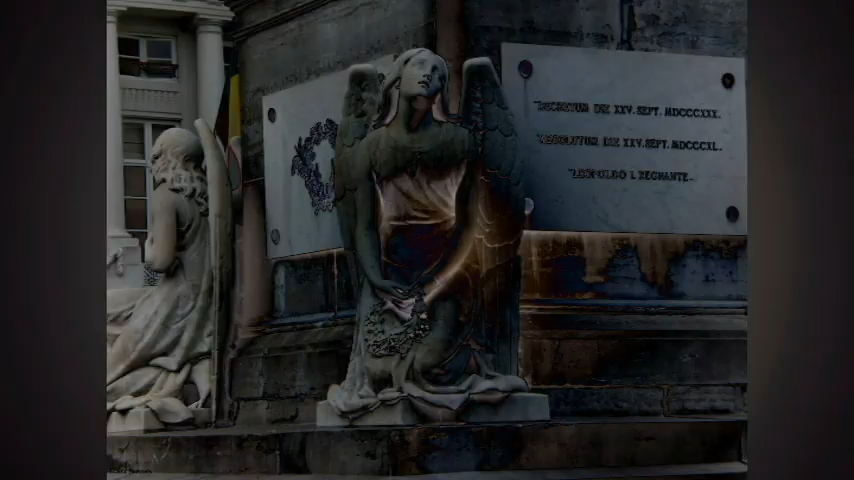 DECRETUM DIE XXV.SEPT. MDCCCXXX.
ABSOLUTUM DIE XXV.SEPT. MDCCCXL.
LEOPOLDO I. REGNANTE.